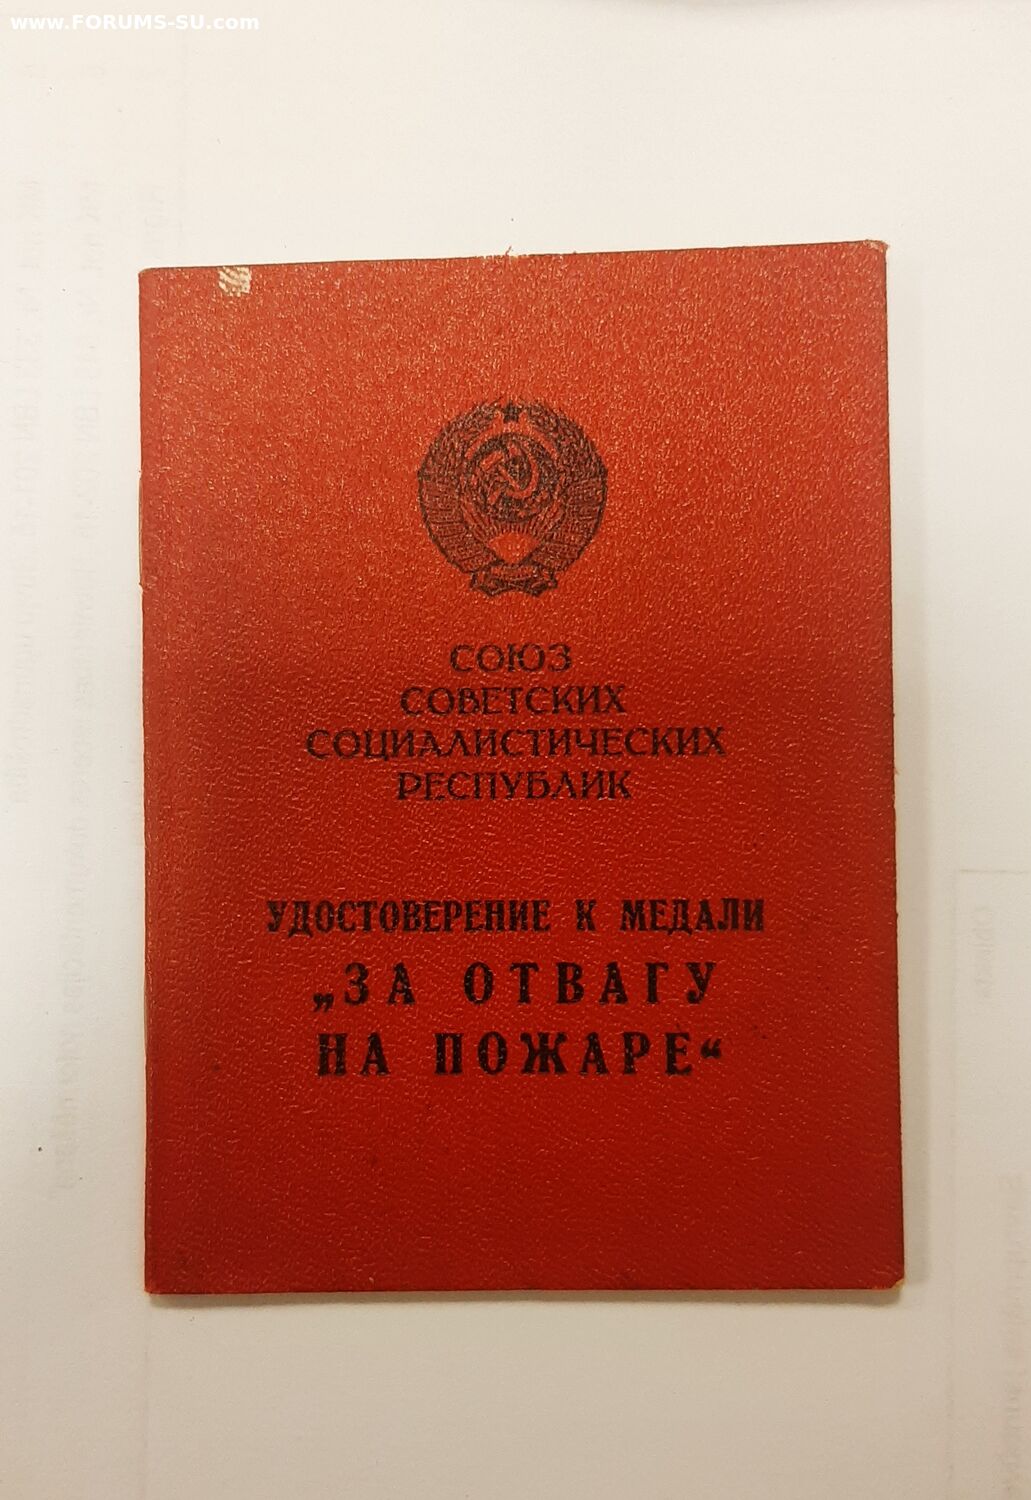 www.FORUMS-SU.com
СОЮЗ
СОВЕТСКИХ
СОЦИАЛИСТИЧЕСКИХ
РЕСПУБЛИК
УДОСТОВЕРЕНИЕ К МЕДАЛИ
„ЗА ОТВАГУ
НА ПОЖАРЕ“